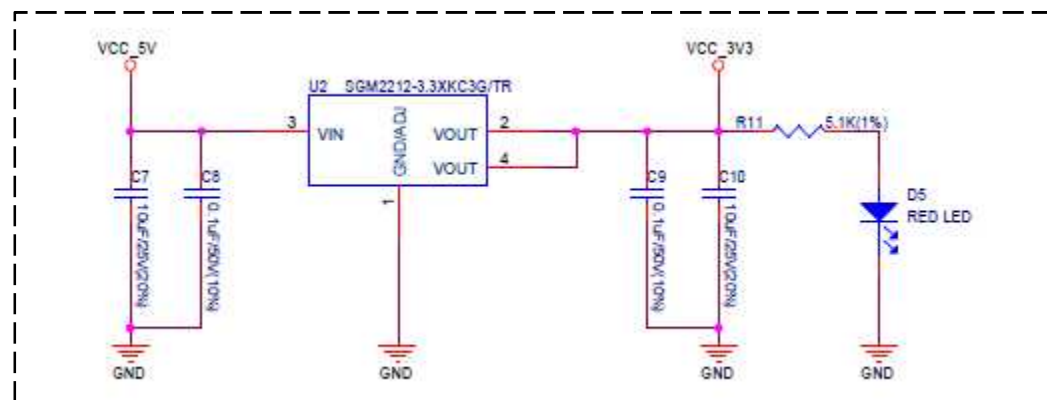 VCC_5V
VCC_3V3
U2 SGM2212-3.3XKC3G/TR
R11 5.1K(1%)
3 VIN GND/ADJ VOUT 2
VOUT 4
1
C7
10uF/25V(20%)
C8
0.1uF/50V(10%)
C9
0.1uF/50V(10%)
C10
10uF/25V(20%)
D5
RED LED
GND
GND
GND
GND